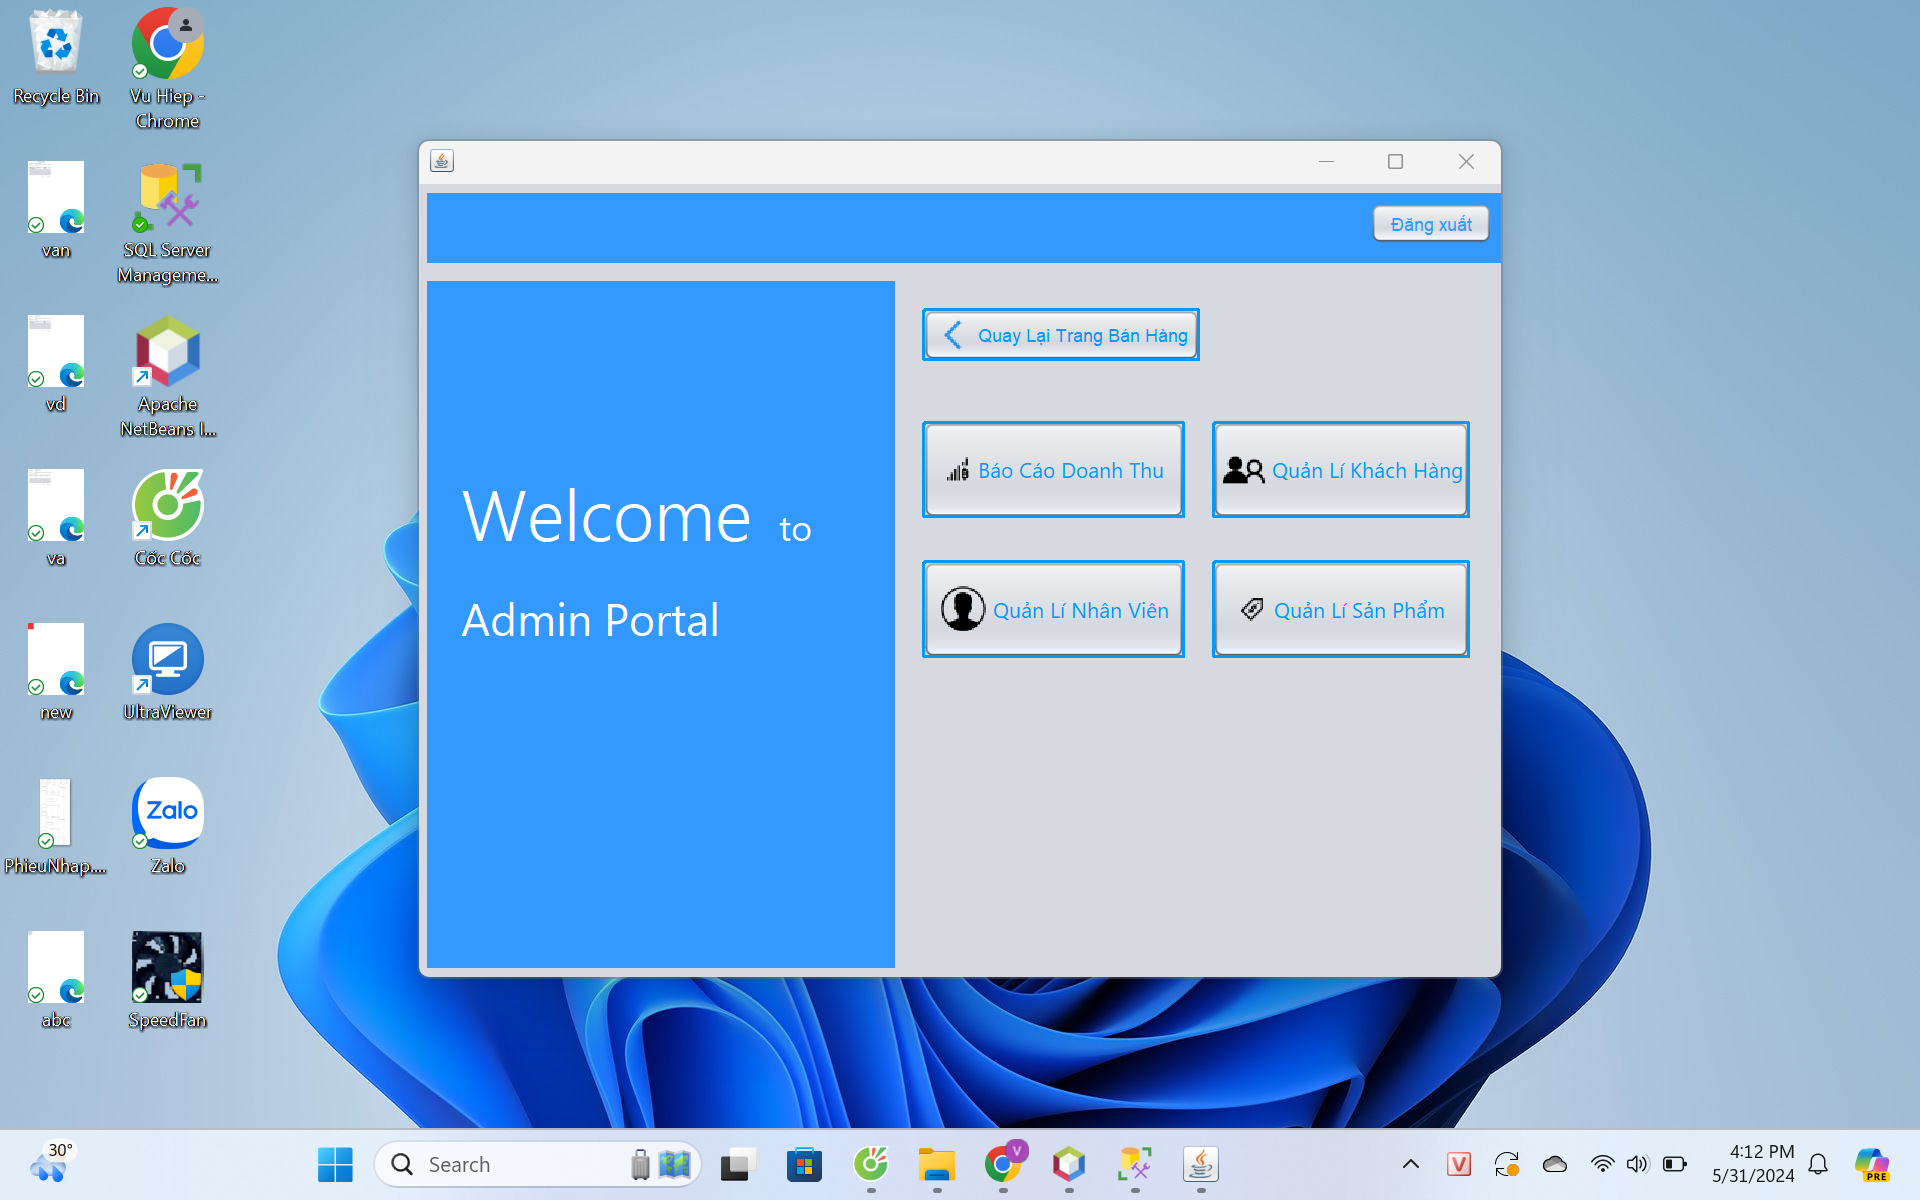 Recycle Bin
Vu Hiep -
Chrome
van
SQL Server
Manageme...
vd
Apache
NetBeans I...
va
Cốc Cốc
new
UltraViewer
PhieuNhap....
Zalo
Zalo
abc
SpeedFan
Đăng xuất
Quay Lại Trang Bán Hàng
Welcome to
Admin Portal
Báo Cáo Doanh Thu
Quản Lí Khách Hàng
Quản Lí Nhân Viên
Quản Lí Sản Phẩm
30°
Search
V
V
4:12 PM
5/31/2024
PRE